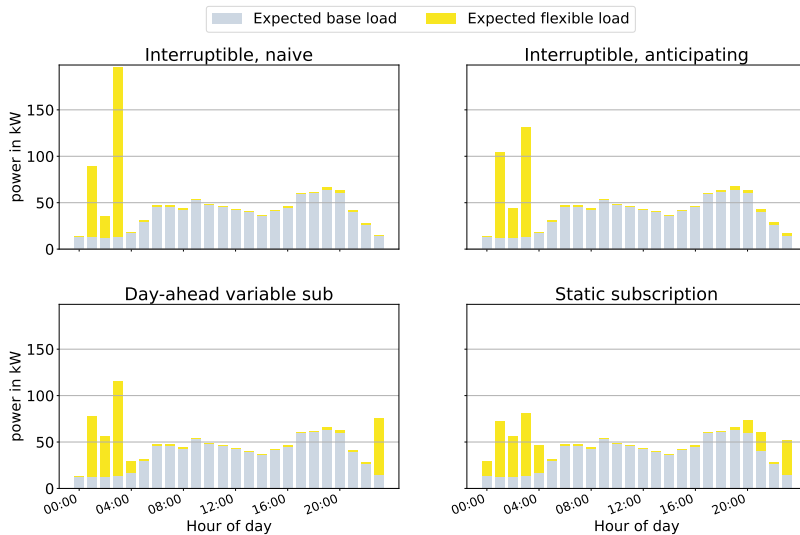 Expected base load Expected flexible load
Interruptible, naive Interruptible, anticipating
power in kW
150
100
50
0
Day-ahead variable sub Static subscription
power in kW
150
100
50
0
00:00 04:00 08:00 12:00 16:00 20:00 00:00 04:00 08:00 12:00 16:00 20:00
Hour of day Hour of day